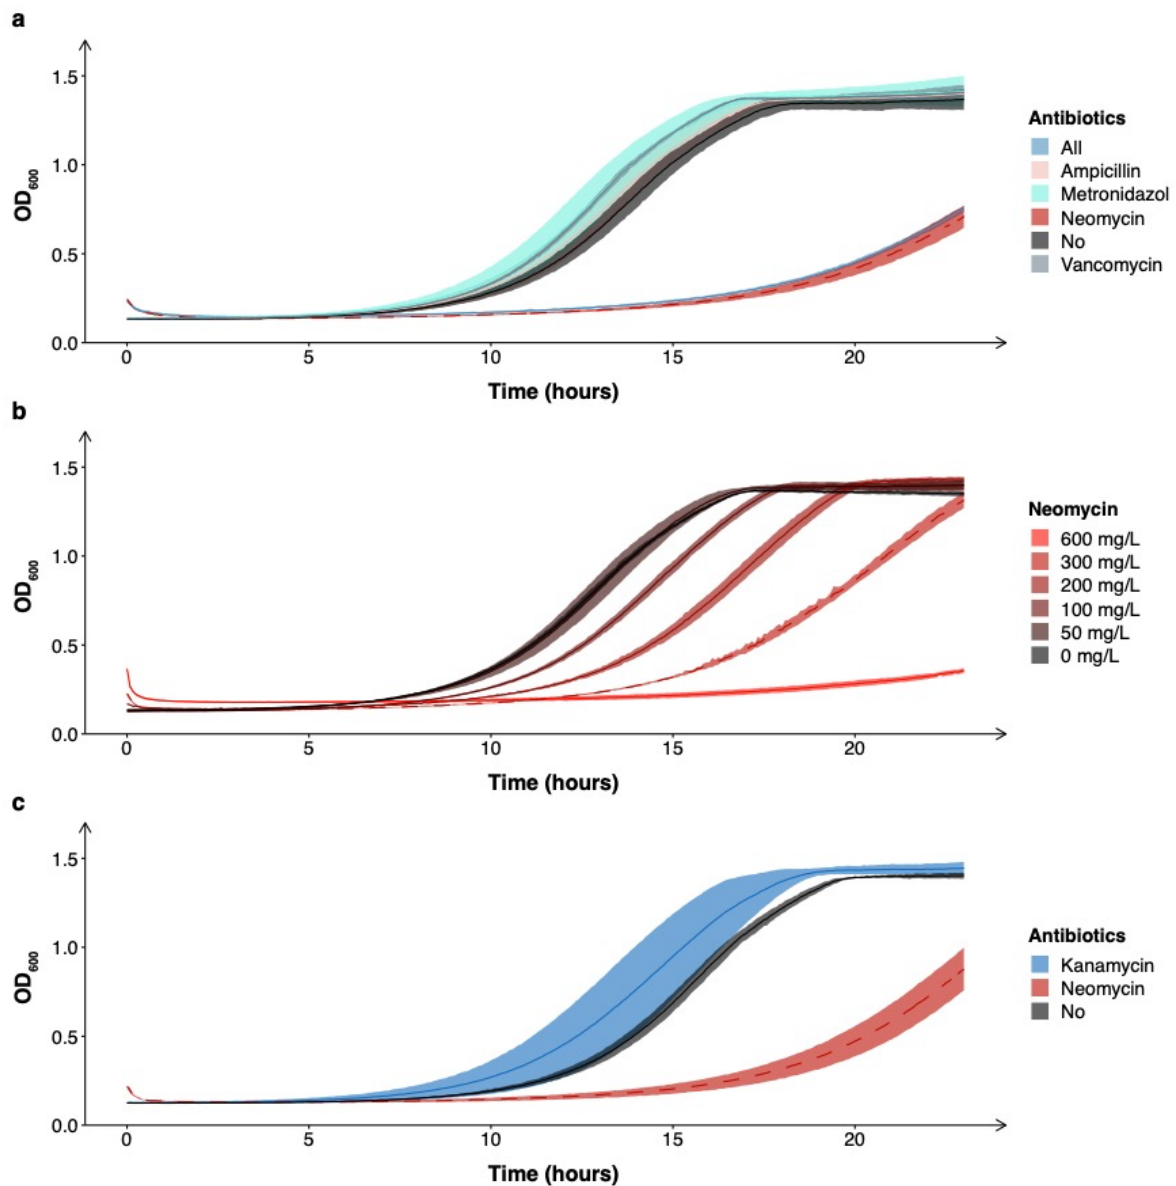 a
OD600
1.5
1.0
0.5
0.0
0 5 10 15 20
Time (hours)
Antibiotics
All
Ampicillin
Metronidazol
Neomycin
No
Vancomycin
b
OD600
1.5
1.0
0.5
0.0
0 5 10 15 20
Time (hours)
Neomycin
600 mg/L
300 mg/L
200 mg/L
100 mg/L
50 mg/L
0 mg/L
c
OD600
1.5
1.0
0.5
0.0
0 5 10 15 20
Time (hours)
Antibiotics
Kanamycin
Neomycin
No